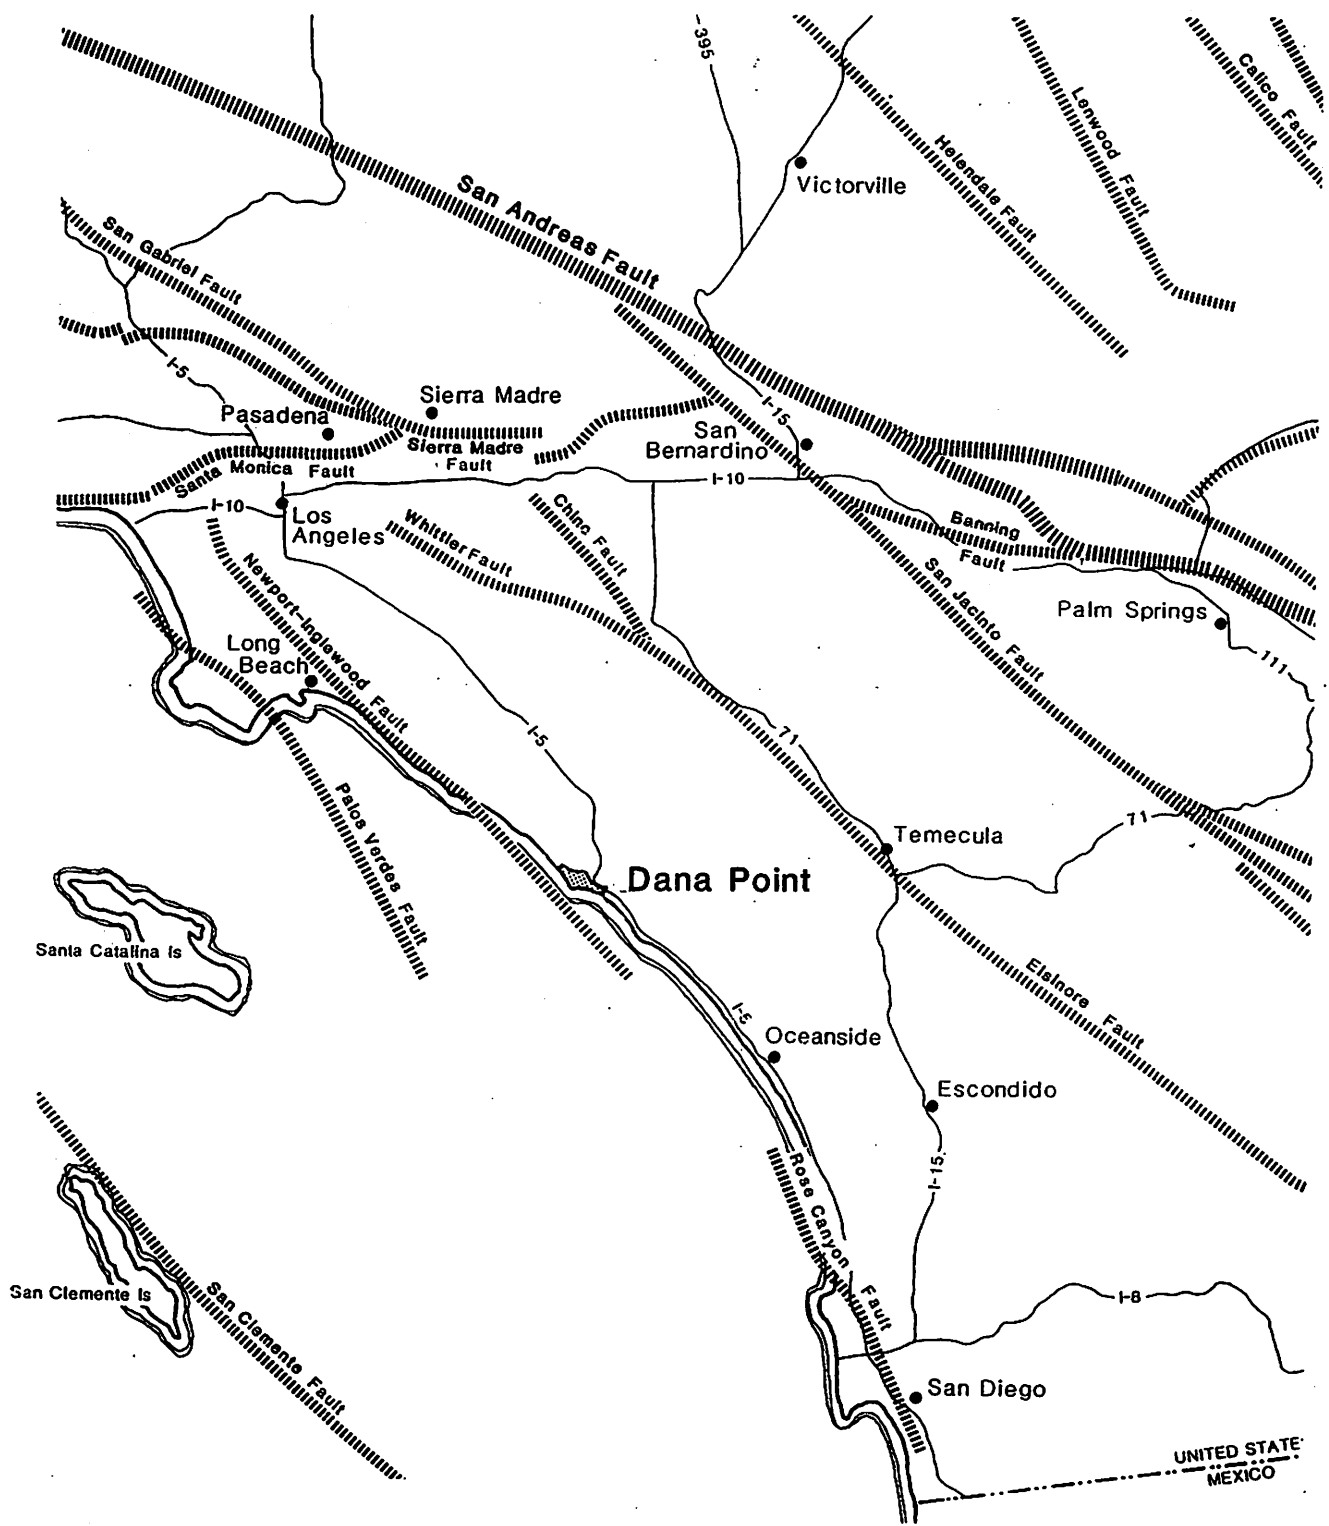 I-395
Calico Fault
Lenwood Fault
Helendale Fault
Victorville
San Andreas Fault
San Gabriel Fault
I-5
Sierra Madre
Pasadena
I-15
San
Bernardino
Sierra Madre
Fault
Santa Monica Fault
I-10
I-10
Los
Angeles
Whittier Fault
Chino Fault
Banning
Fault
San Jacinto Fault
Palm Springs
111
Newport-Inglewood Fault
Long
Beach
I-5
71
71
Temecula
Palos Verdes Fault
Dana Point
Santa Catalina Is
Elsinore Fault
I-5
Oceanside
Escondido
I-15
Rose Canyon Fault
San Clemente Is
San Clemente Fault
I-8
San Diego
UNITED STATE
MEXICO